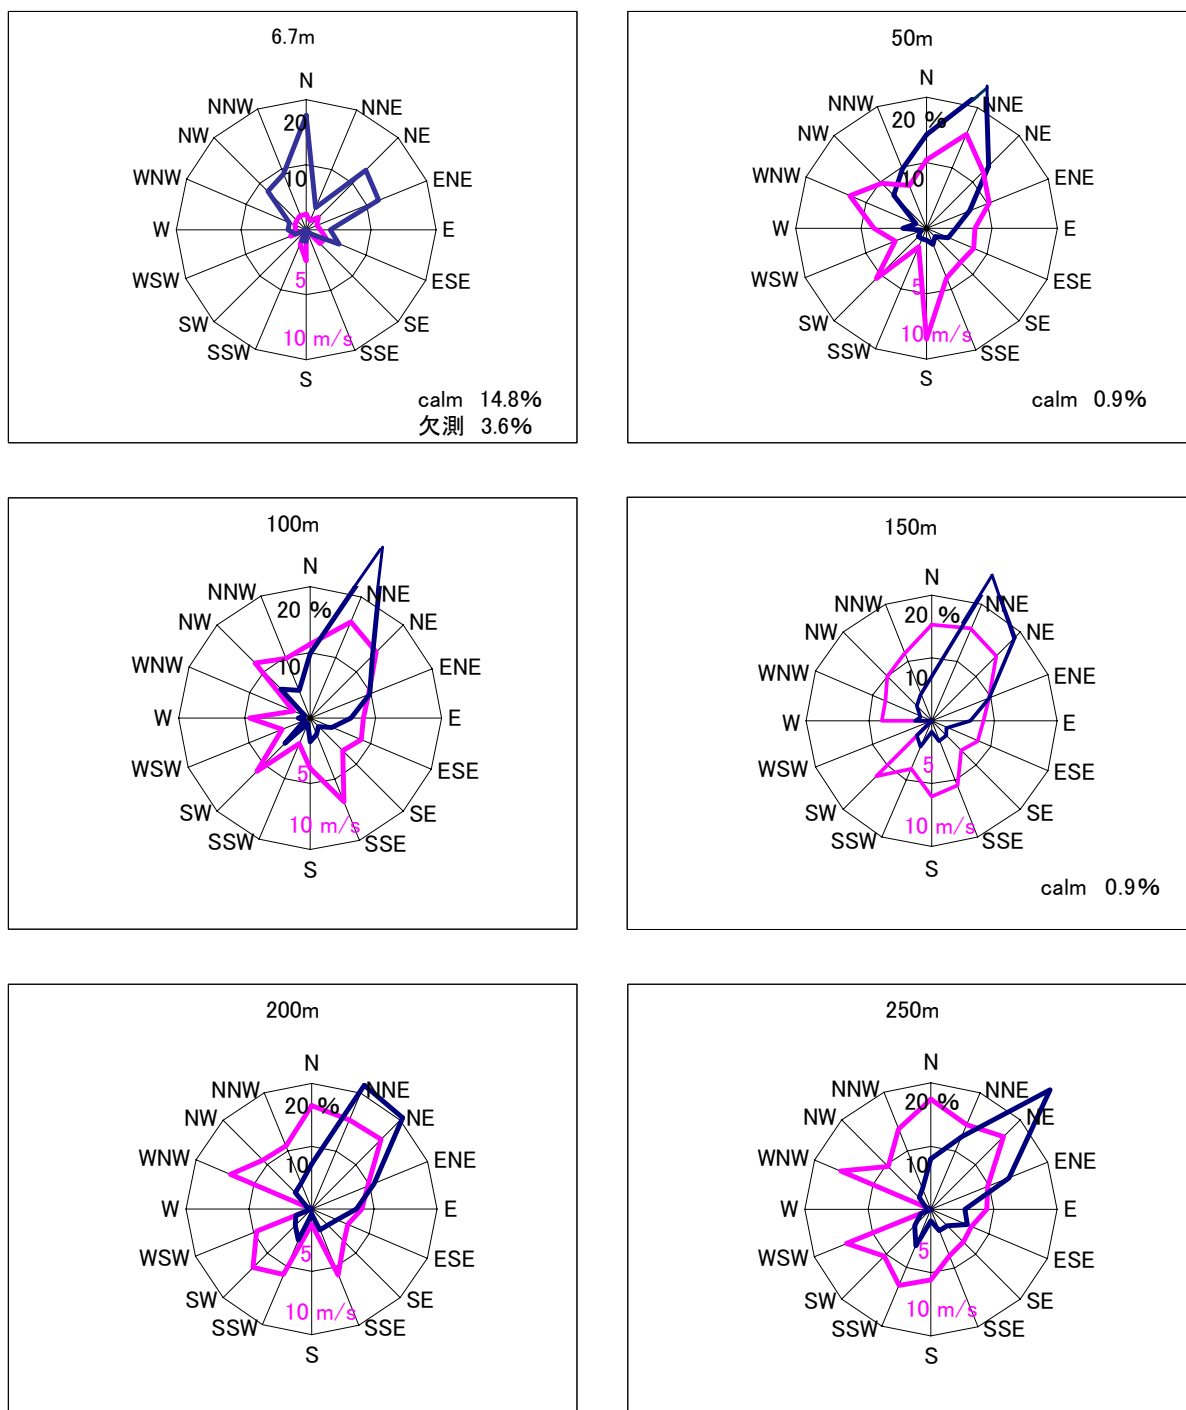 6.7m
N
NNW
NNE
20
NW
NE
10
WNW
ENE
W
E
5
WSW
ESE
SW
SE
10 m/s
SSW
SSE
S
calm 14.8%
欠測 3.6%
50m
N
NNW
NNE
20 %
NW
NE
10
WNW
ENE
W
E
5
WSW
ESE
SW
SE
10 m/s
SSW
SSE
S
calm 0.9%
100m
N
NNW
NNE
20 %
NW
NE
10
WNW
ENE
W
E
5
WSW
ESE
SW
SE
10 m/s
SSW
SSE
S
150m
N
NNW
NNE
20 %
NW
NE
10
WNW
ENE
W
E
5
WSW
ESE
SW
SE
10 m/s
SSW
SSE
S
calm 0.9%
200m
N
NNW
NNE
20 %
NW
NE
10
WNW
ENE
W
E
5
WSW
ESE
SW
SE
10 m/s
SSW
SSE
S
250m
N
NNW
NNE
20 %
NW
NE
10
WNW
ENE
W
E
5
WSW
ESE
SW
SE
10 m/s
SSW
SSE
S